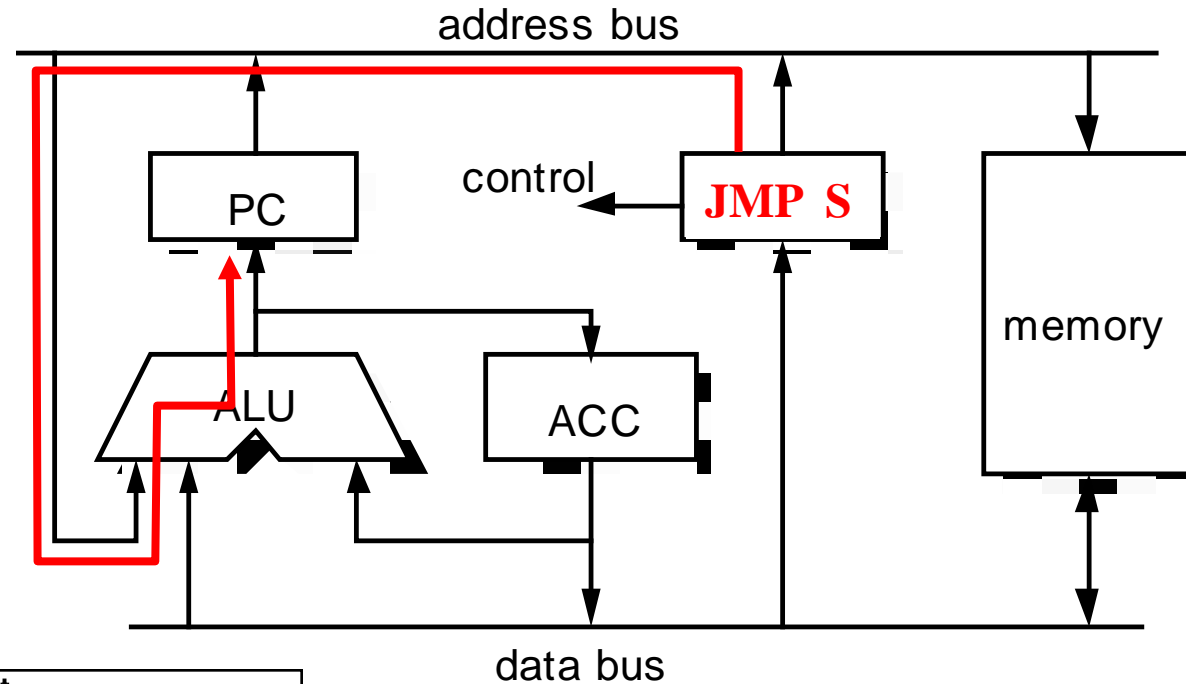 address bus
control
PC
JMP S
memory
ALU
ACC
data bus